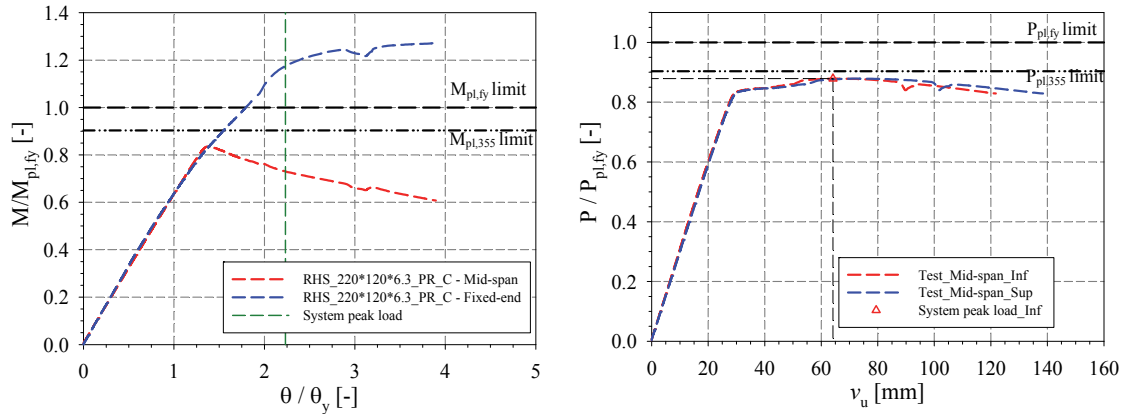 M/M_pl,fy [-]
1.2
1.0
0.8
0.6
0.4
0.2
0.0
M_pl,fy limit
M_pl,355 limit
RHS_220*120*6.3_PR_C - Mid-span
RHS_220*120*6.3_PR_C - Fixed-end
System peak load
0 1 2 3 4 5
θ / θ_y [-]
P / P_pl,fy [-]
1.0
0.8
0.6
0.4
0.2
0.0
P_pl,fy limit
P_pl,355 limit
Test_Mid-span_Inf
Test_Mid-span_Sup
System peak load_Inf
0 20 40 60 80 100 120 140 160
v_u [mm]